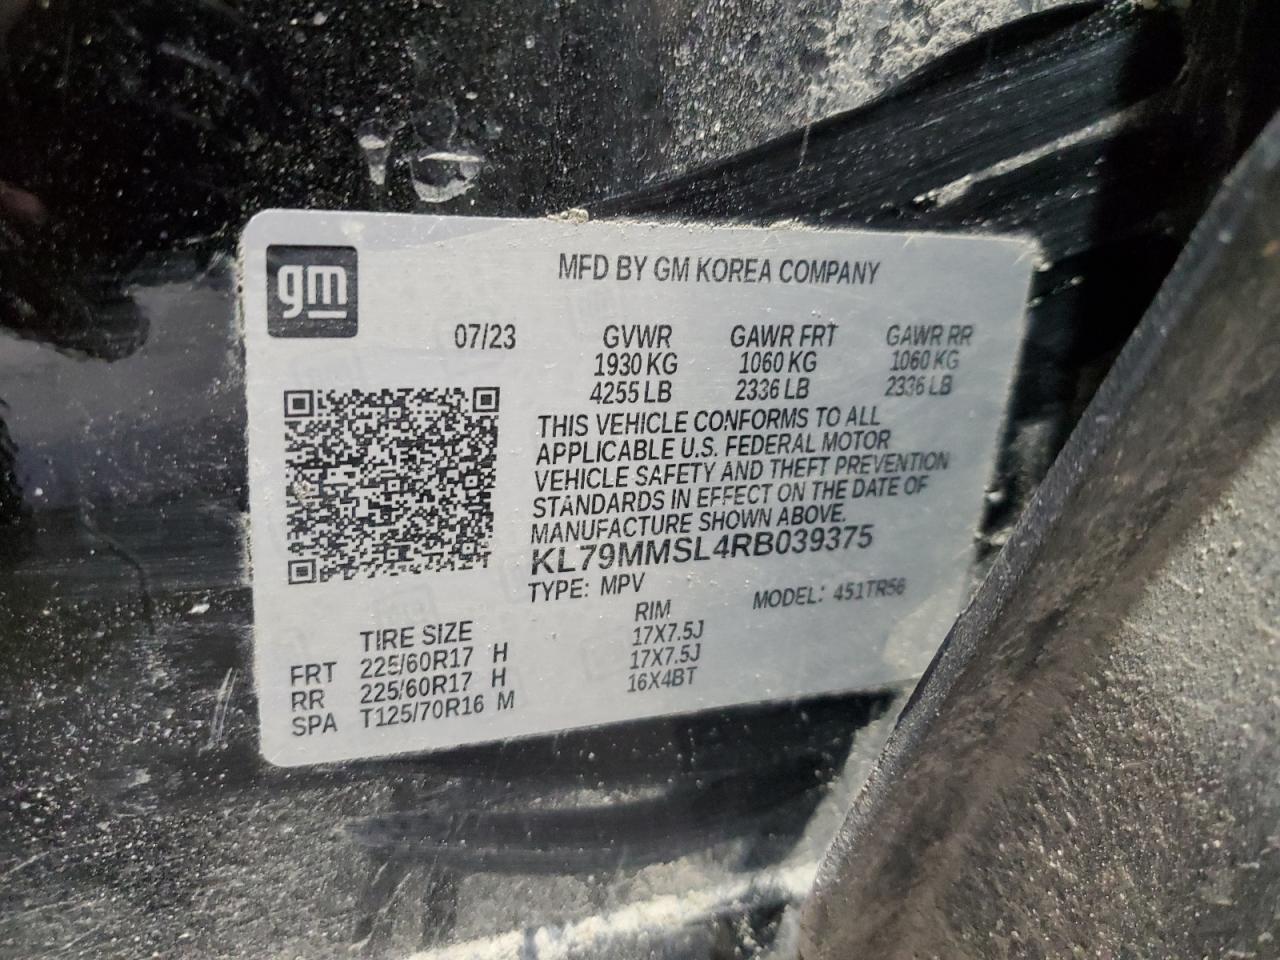 gm
MFD BY GM KOREA COMPANY
07/23 GVWR GAWR FRT GAWR RR
1930 KG 1060 KG 1060 KG
4255 LB 2336 LB 2336 LB
THIS VEHICLE CONFORMS TO ALL
APPLICABLE U.S. FEDERAL MOTOR
VEHICLE SAFETY AND THEFT PREVENTION
STANDARDS IN EFFECT ON THE DATE OF
MANUFACTURE SHOWN ABOVE.
KL79MMSL4RB039375
TYPE: MPV MODEL: 451TR56
TIRE SIZE RIM
FRT 225/60R17 H 17X7.5J
RR 225/60R17 H 17X7.5J
SPA T125/70R16 M 16X4BT